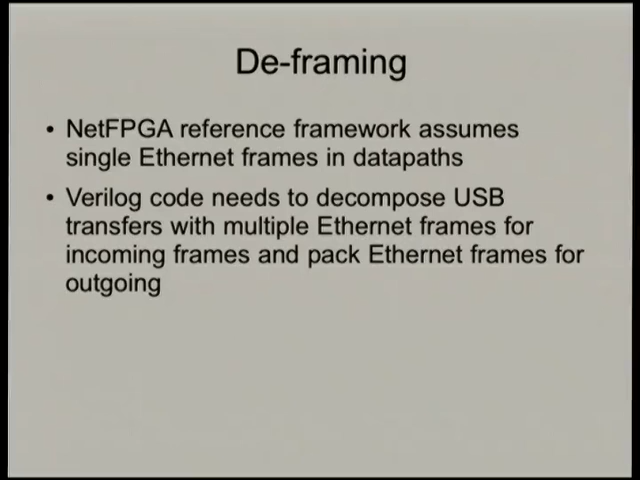 De-framing
• NetFPGA reference framework assumes
single Ethernet frames in datapaths
• Verilog code needs to decompose USB
transfers with multiple Ethernet frames for
incoming frames and pack Ethernet frames for
outgoing